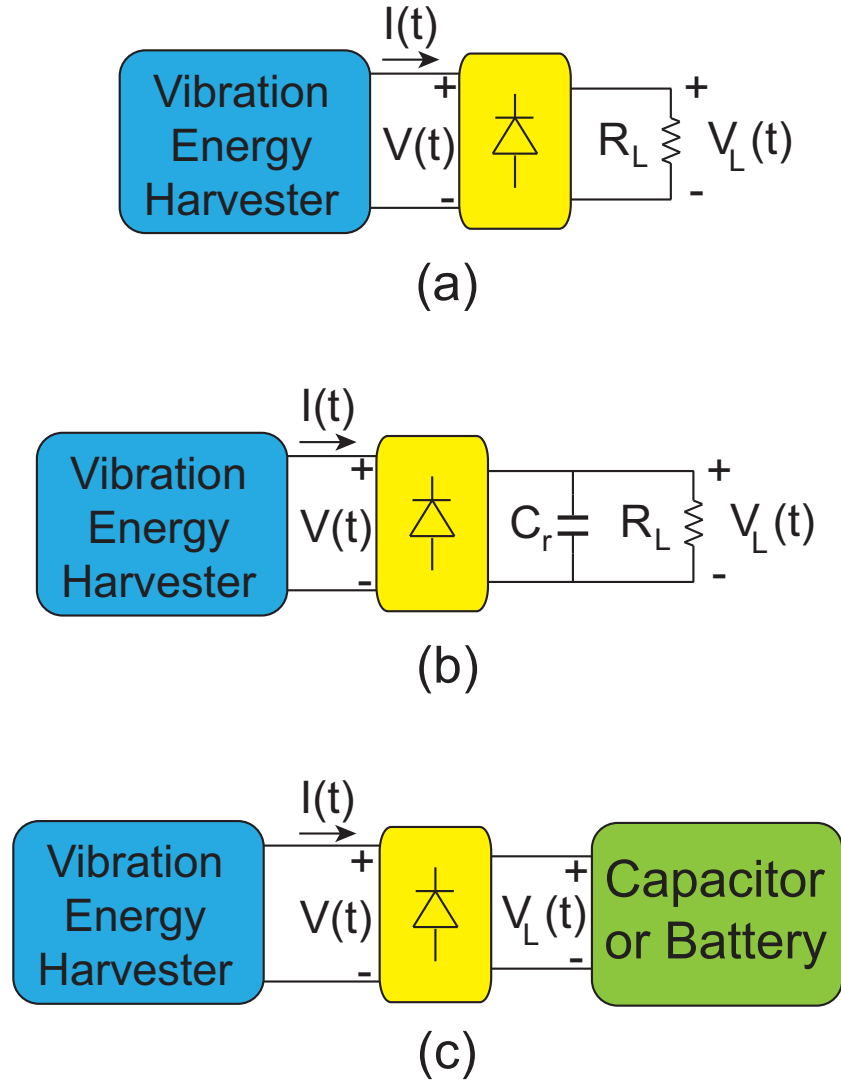 I(t)
Vibration
Energy
Harvester
+
V(t)
-
R_L
+
V_L(t)
-
(a)
I(t)
Vibration
Energy
Harvester
+
V(t)
-
C_r
R_L
+
V_L(t)
-
(b)
I(t)
Vibration
Energy
Harvester
+
V(t)
-
+
V_L(t)
-
Capacitor
or Battery
(c)